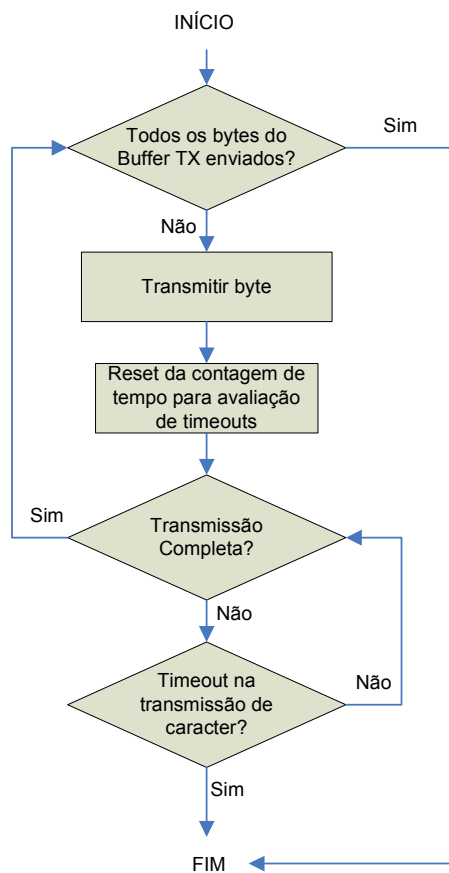 INÍCIO
Todos os bytes do
Buffer TX enviados?
Sim
Não
Transmitir byte
Reset da contagem de
tempo para avaliação
de timeouts
Sim
Transmissão
Completa?
Não
Timeout na
transmissão de
caracter?
Não
Sim
FIM